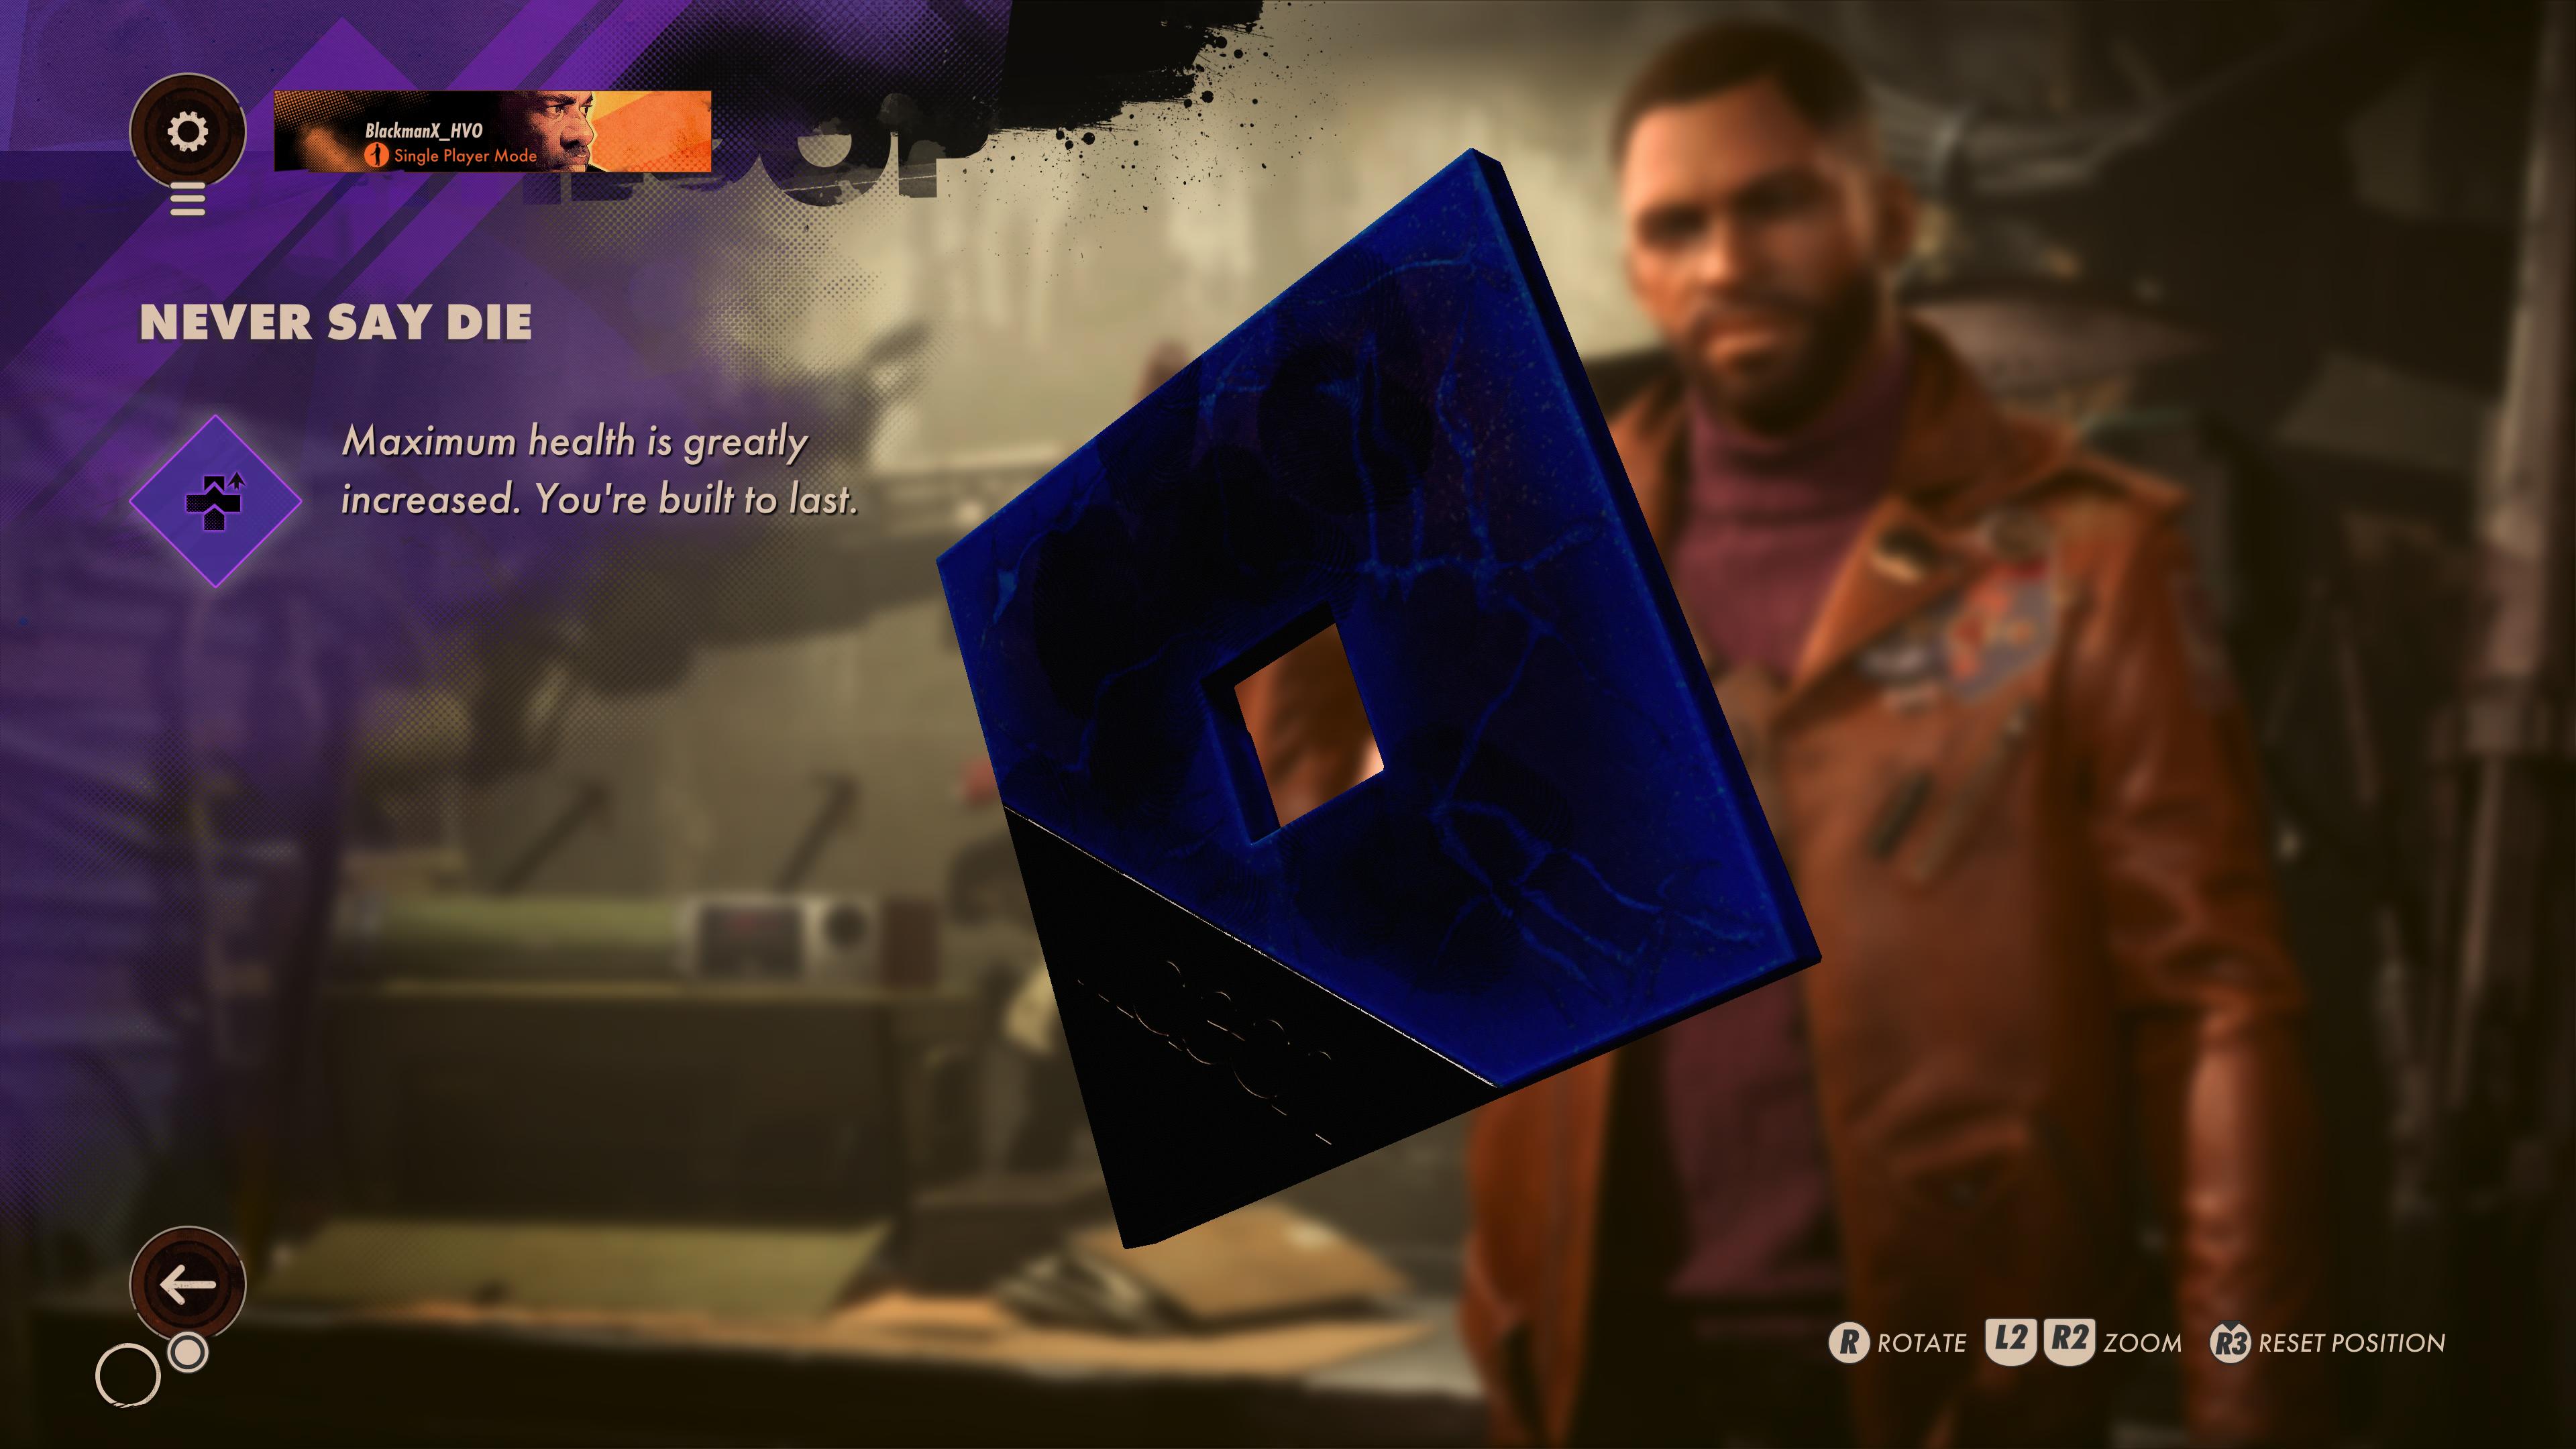 BlackmanX_HVO
Single Player Mode
NEVER SAY DIE
Maximum health is greatly
increased. You're built to last.
R ROTATE L2 R2 ZOOM R3 RESET POSITION